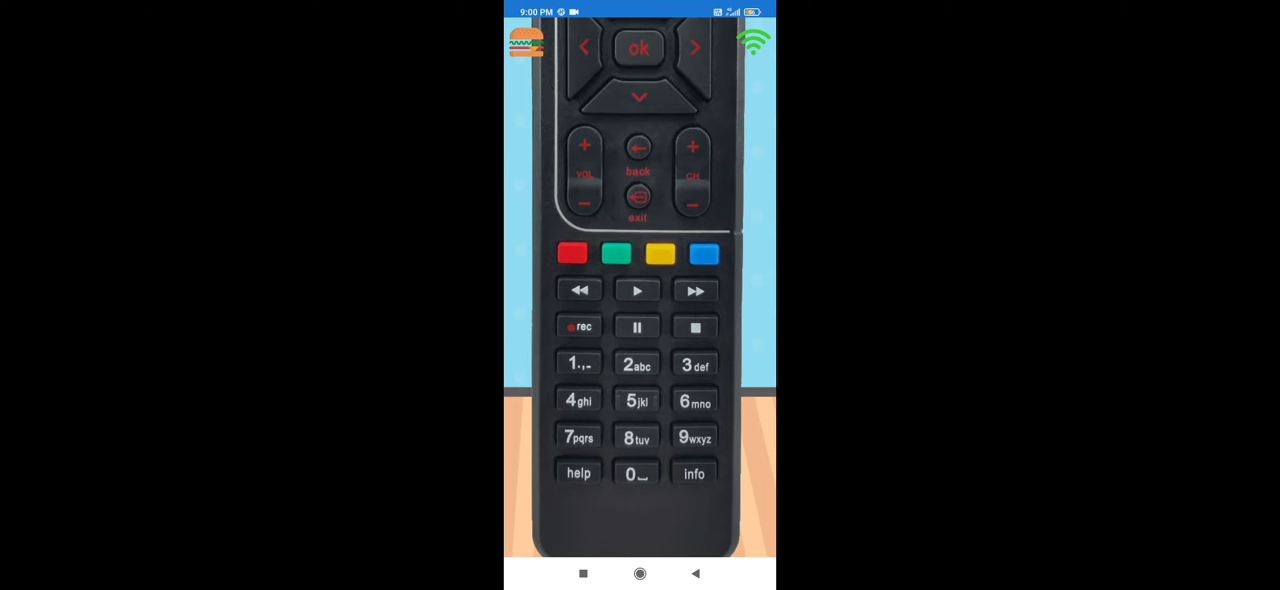 9:00 PM
ok
+ + 
VOL back CH
- -
exit
rec
1.,- 2abc 3def
4ghi 5jkl 6mno
7pqrs 8tuv 9wxyz
help 0 info